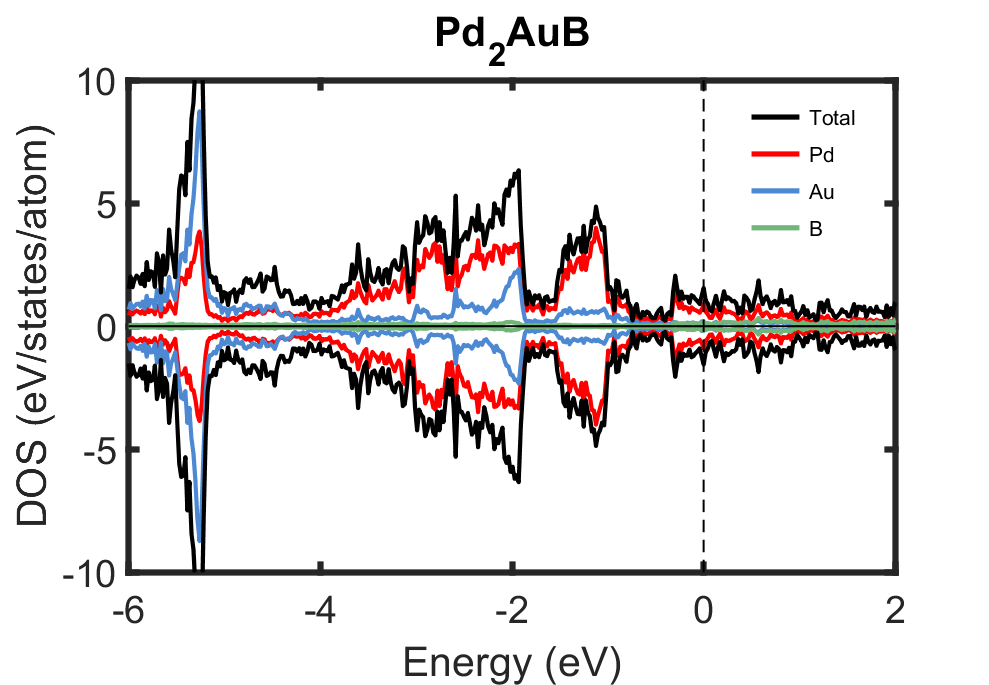 Pd2AuB
10
5
0
-5
-10
DOS (eV/states/atom)
Total
Pd
Au
B
-6
-4
-2
0
2
Energy (eV)